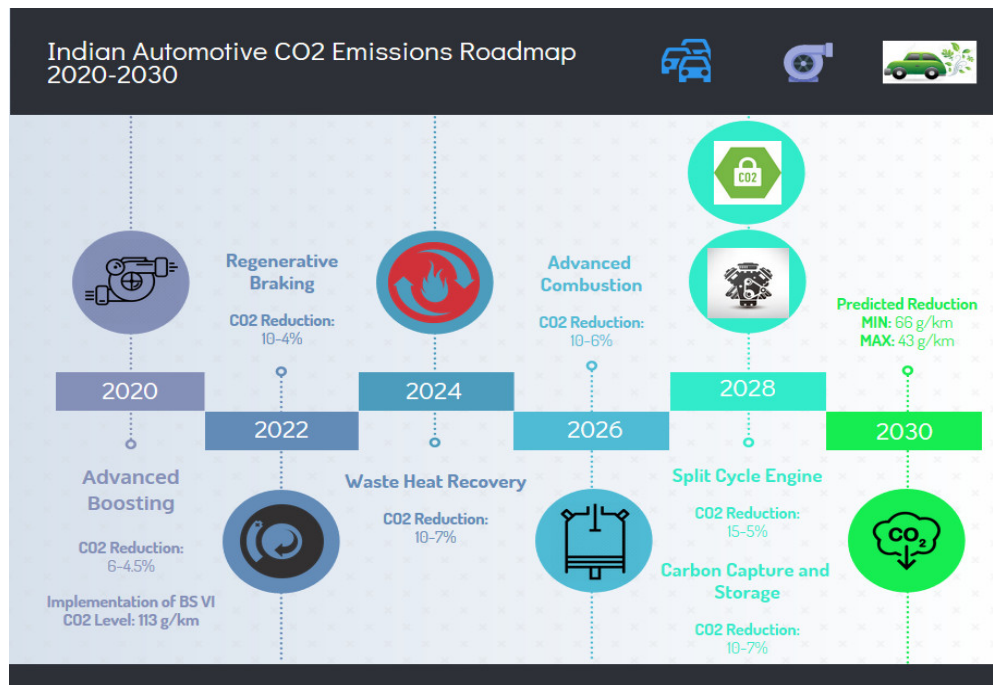 Indian Automotive CO2 Emissions Roadmap
2020-2030
CO2
Regenerative
Braking
CO2 Reduction:
10-4%
Advanced
Combustion
CO2 Reduction:
10-6%
Predicted Reduction
MIN: 66 g/km
MAX: 43 g/km
2020
2024
2028
2022
2026
2030
Advanced
Boosting
CO2 Reduction:
6-4.5%
Implementation of BS VI
CO2 Level: 113 g/km
Waste Heat Recovery
CO2 Reduction:
10-7%
Split Cycle Engine
CO2 Reduction:
15-5%
Carbon Capture and
Storage
CO2 Reduction:
10-7%
CO2